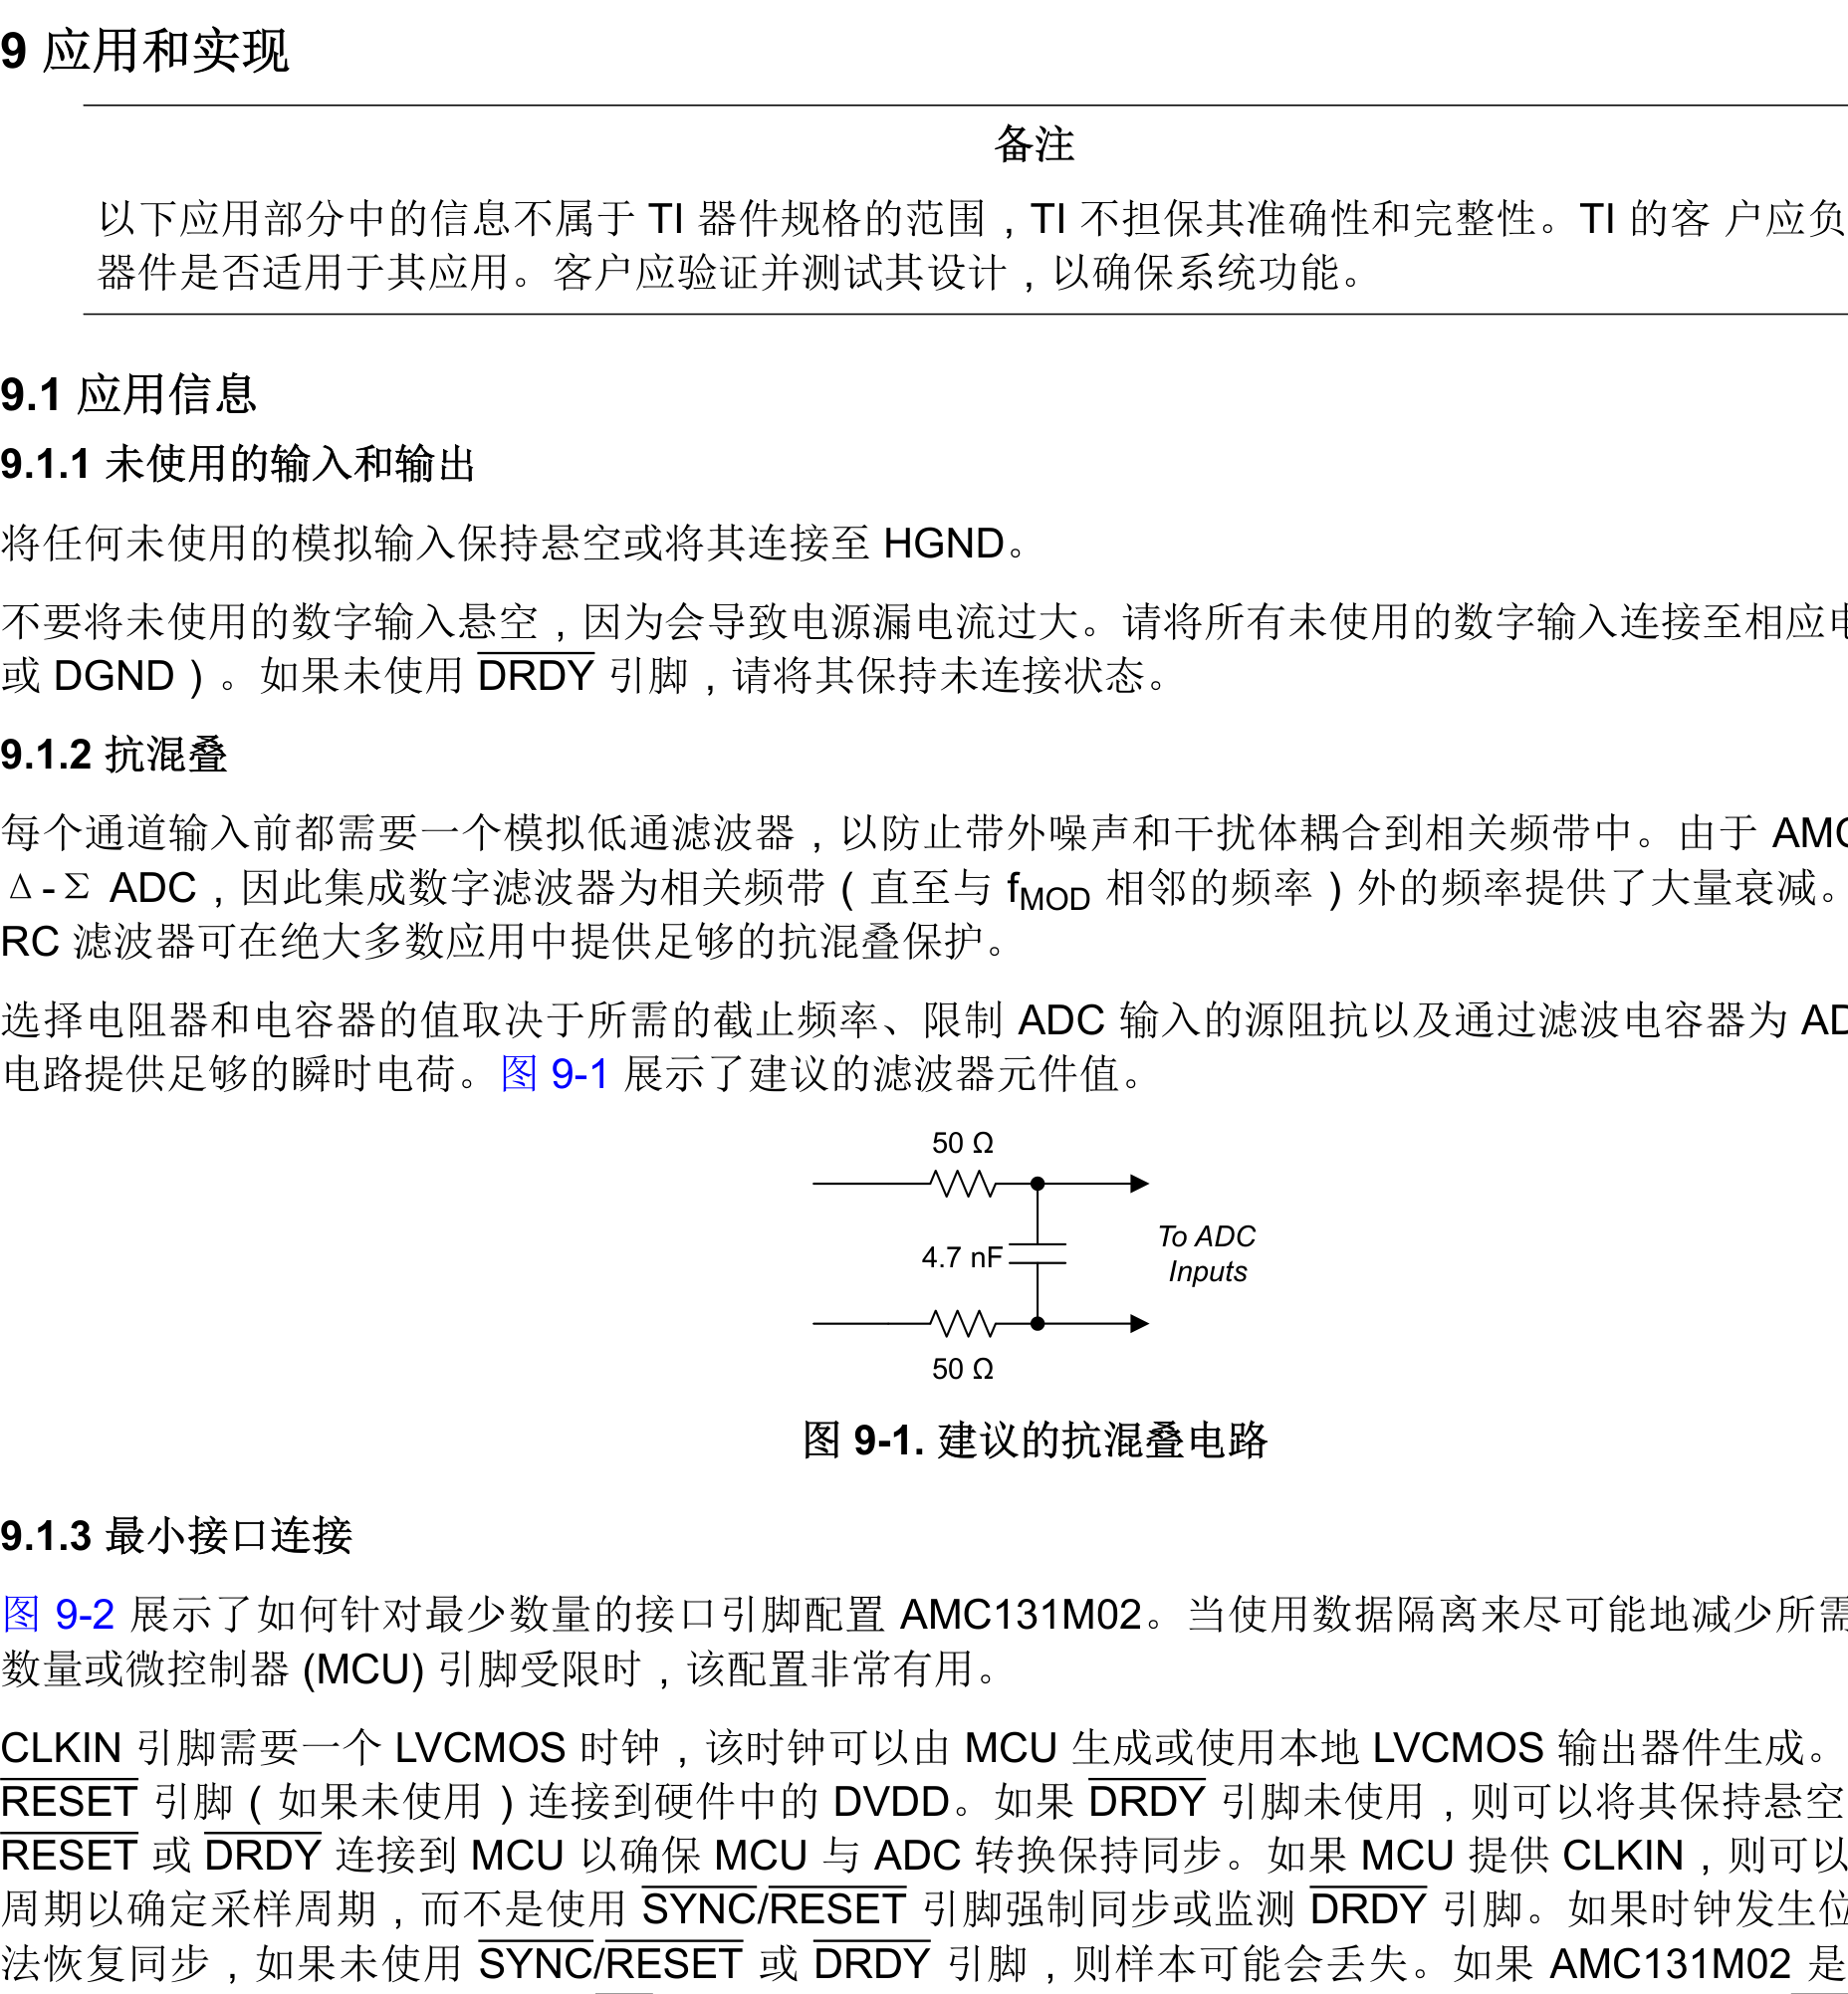 9 应用和实现
备注
以下应用部分中的信息不属于 TI 器件规格的范围，TI 不担保其准确性和完整性。TI 的客 户应负
器件是否适用于其应用。客户应验证并测试其设计，以确保系统功能。
9.1 应用信息
9.1.1 未使用的输入和输出
将任何未使用的模拟输入保持悬空或将其连接至 HGND。
不要将未使用的数字输入悬空，因为会导致电源漏电流过大。请将所有未使用的数字输入连接至相应电
或 DGND）。如果未使用 DRDY 引脚，请将其保持未连接状态。
9.1.2 抗混叠
每个通道输入前都需要一个模拟低通滤波器，以防止带外噪声和干扰体耦合到相关频带中。由于 AMC
Δ-Σ ADC，因此集成数字滤波器为相关频带（直至与 fMOD 相邻的频率）外的频率提供了大量衰减。
RC 滤波器可在绝大多数应用中提供足够的抗混叠保护。
选择电阻器和电容器的值取决于所需的截止频率、限制 ADC 输入的源阻抗以及通过滤波电容器为 AD
电路提供足够的瞬时电荷。图 9-1 展示了建议的滤波器元件值。
50 Ω
4.7 nF
To ADC
Inputs
50 Ω
图 9-1. 建议的抗混叠电路
9.1.3 最小接口连接
图 9-2 展示了如何针对最少数量的接口引脚配置 AMC131M02。当使用数据隔离来尽可能地减少所需
数量或微控制器 (MCU) 引脚受限时，该配置非常有用。
CLKIN 引脚需要一个 LVCMOS 时钟，该时钟可以由 MCU 生成或使用本地 LVCMOS 输出器件生成。
RESET 引脚（如果未使用）连接到硬件中的 DVDD。如果 DRDY 引脚未使用，则可以将其保持悬空
RESET 或 DRDY 连接到 MCU 以确保 MCU 与 ADC 转换保持同步。如果 MCU 提供 CLKIN，则可以
周期以确定采样周期，而不是使用 SYNC/RESET 引脚强制同步或监测 DRDY 引脚。如果时钟发生位
法恢复同步，如果未使用 SYNC/RESET 或 DRDY 引脚，则样本可能会丢失。如果 AMC131M02 是